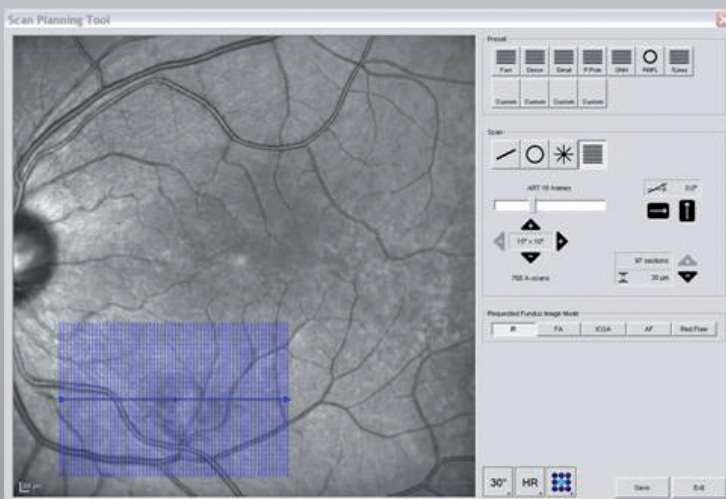 Scan Planning Tool
Preset
Fast Dense Detail P.Pole ONH RNFL 7Lines
Custom Custom Custom Custom
Scan
ART 16 frames
0.0°
768 A-scans
97 sections
30 µm
Requested Fundus Image Mode
IR FA ICGA AF Red Free
30° HR
Save Exit